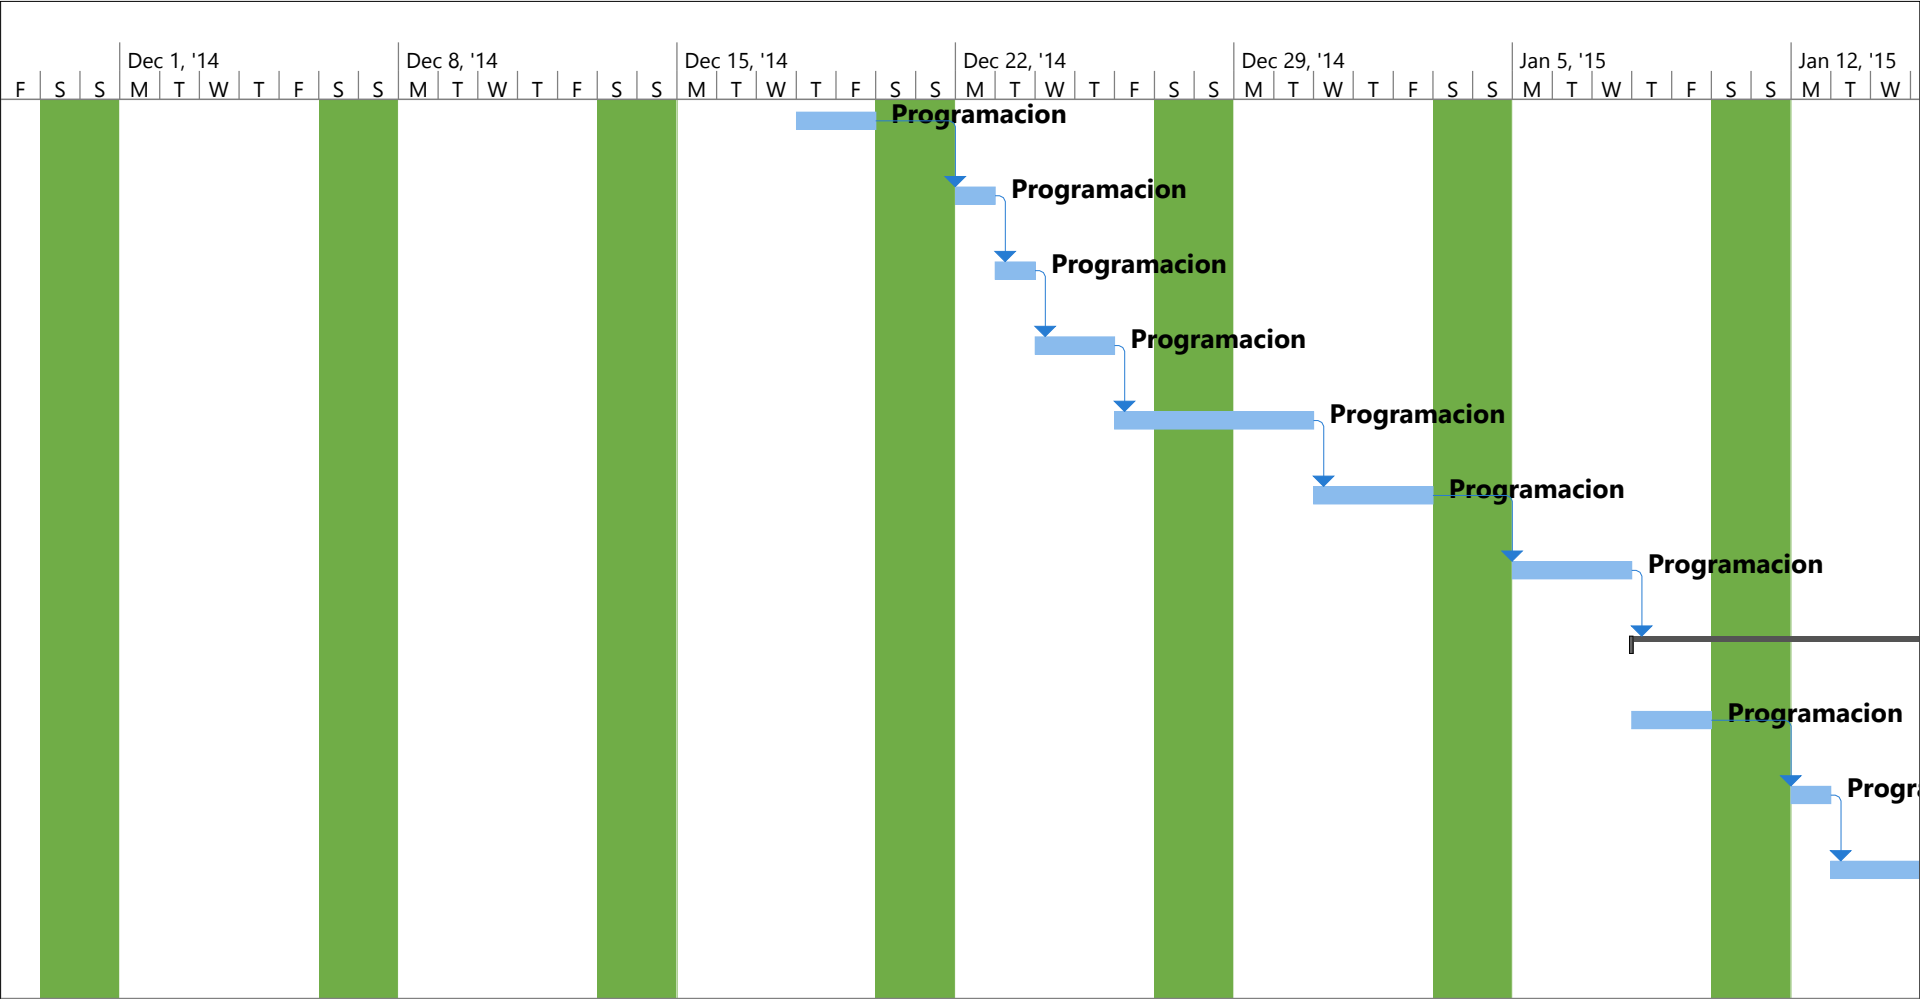 Dec 1, '14 Dec 8, '14 Dec 15, '14 Dec 22, '14 Dec 29, '14 Jan 5, '15 Jan 12, '15
F S S M T W T F S S M T W T F S S M T W T F S S M T W T F S S M T W T F S S M T W T F S S M T W
Programacion
Programacion
Programacion
Programacion
Programacion
Programacion
Programacion
Programacion
Progra